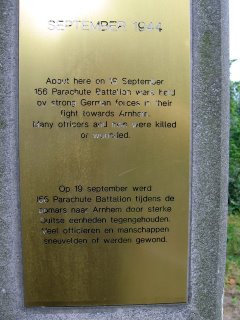 SEPTEMBER 1944
About here on 19 September
156 Parachute Battalion were held
by strong German forces in their
fight towards Arnhem.
Many officers and men were killed
or wounded.
Op 19 september werd
156 Parachute Battalion tijdens de
opmars naar Arnhem door sterke
Duitse eenheden tegengehouden.
Veel officieren en manschappen
sneuvelden of werden gewond.